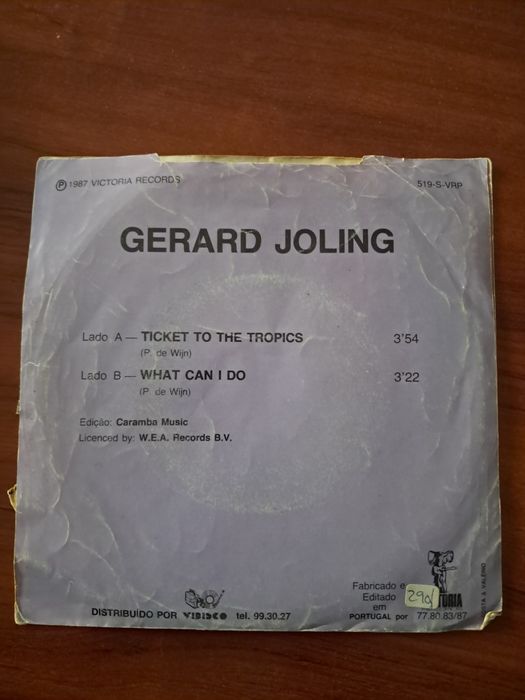 ℗ 1987 VICTORIA RECORDS
519-S-VRP
GERARD JOLING
Lado A — TICKET TO THE TROPICS 3'54
(P. de Wijn)
Lado B — WHAT CAN I DO 3'22
(P. de Wijn)
Edição: Caramba Music
Licenced by: W.E.A. Records B.V.
Fabricado e
Editado
em
PORTUGAL por 77.80.83/87
DISTRIBUÍDO POR VIDISCO tel. 99.30.27
290